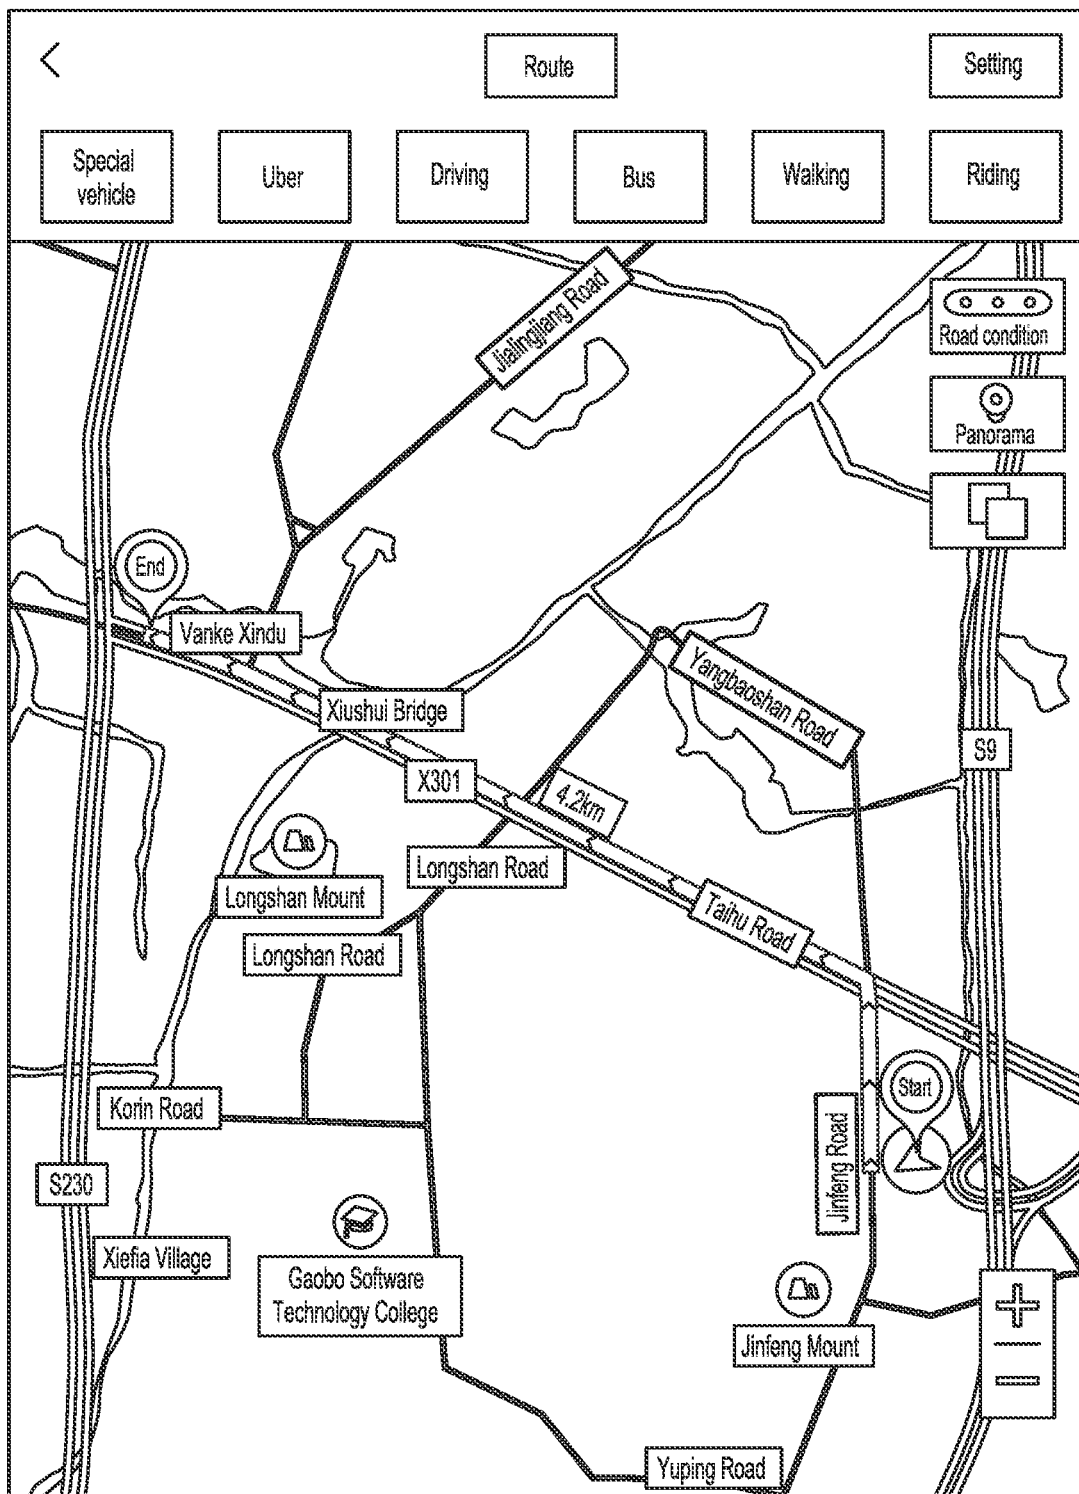 Route
Setting
Special
vehicle
Uber
Driving
Bus
Walking
Riding
Jialingjiang Road
Road condition
Panorama
End
Vanke Xindu
Yangbaoshan Road
Xiushui Bridge
S9
X301
4.2km
Longshan Road
Longshan Mount
Taihu Road
Longshan Road
Start
Korin Road
Jinfeng Road
S230
Xiefia Village
Gaobo Software
Technology College
Jinfeng Mount
Yuping Road